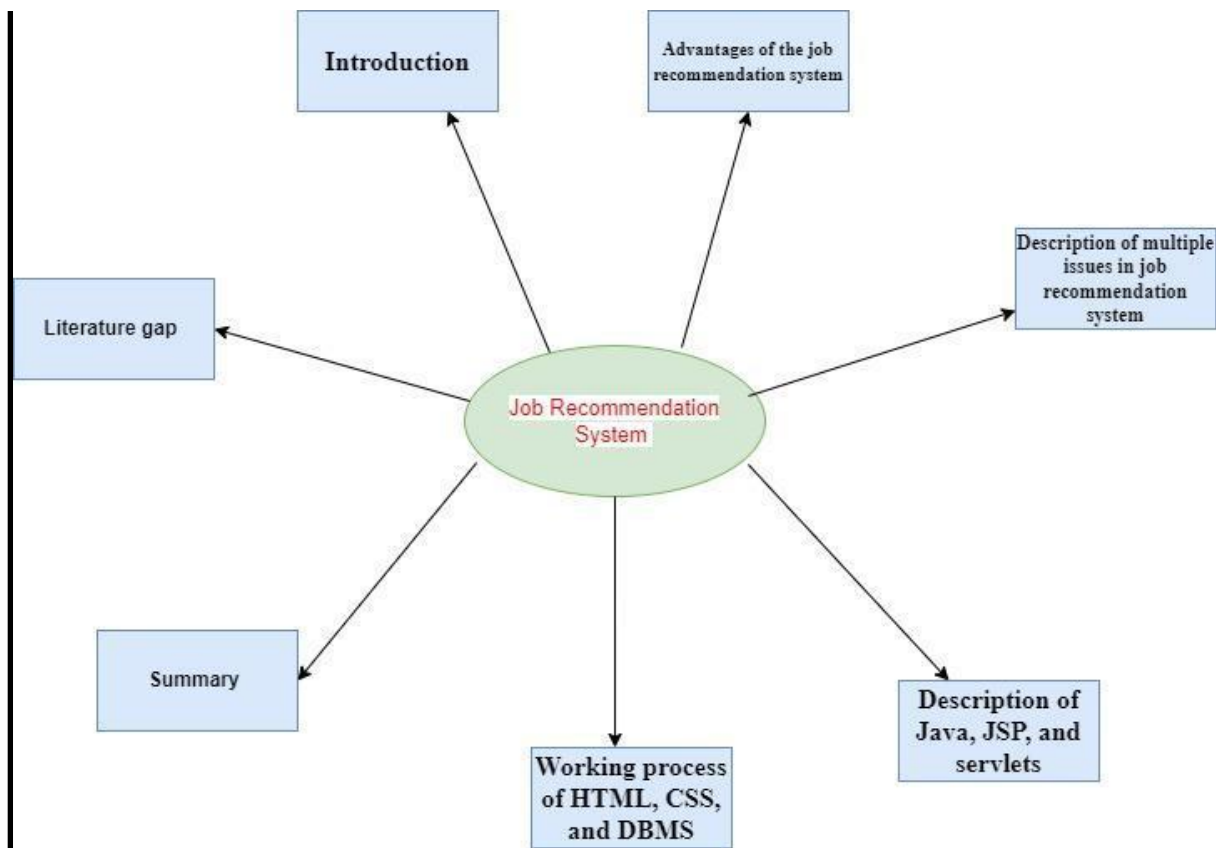 Introduction
Advantages of the job
recommendation system
Description of multiple
issues in job
recommendation
system
Literature gap
Job Recommendation
System
Summary
Description of
Java, JSP, and
servlets
Working process
of HTML, CSS,
and DBMS